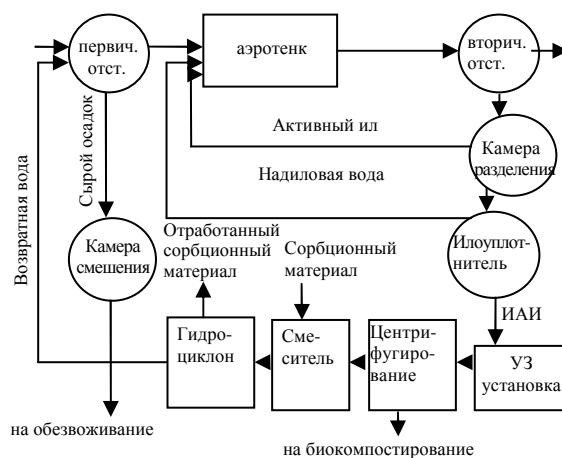 первич.
отст.
аэротенк
вторич.
отст.
Активный ил
Камера
разделения
Сырой осадок
Надиловая вода
Возвратная вода
Отработанный
сорбционный
материал
Сорбционный
материал
Камера
смешения
Илоуплот-
нитель
ИАИ
Гидро-
циклон
Сме-
ситель
Центри-
фугиро-
вание
УЗ
установка
на обезвоживание
на биокомпостирование